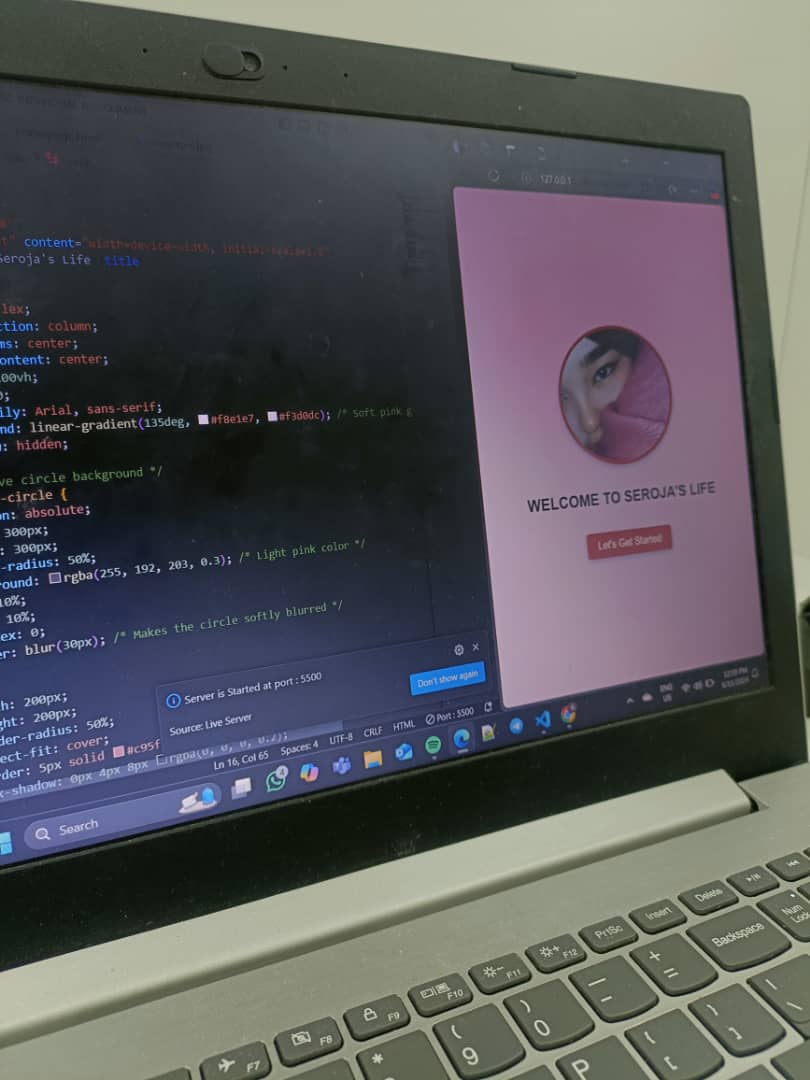 content="width=device-width, initial-scale=1.0"
Seroja's Life title
lex;
ction: column;
ms: center;
ontent: center;
00vh;
0;
ily: Arial, sans-serif;
nd: linear-gradient(135deg, #f8e1e7, #f3d0dc); /* Soft pink g
: hidden;
ve circle background */
-circle {
on: absolute;
300px;
: 300px;
-radius: 50%;
round: rgba(255, 192, 203, 0.3); /* Light pink color */
10%;
10%;
ex: 0;
er: blur(30px); /* Makes the circle softly blurred */
th: 200px;
ght: 200px;
der-radius: 50%;
ect-fit: cover;
rder: 5px solid #c95f
x-shadow: 0px 4px 8px rgba(0, 0, 0, 0.2);
Server is Started at port : 5500
Source: Live Server
Don't show again
Ln 16, Col 65 Spaces: 4 UTF-8 CRLF HTML Port : 5500
127.0.0.1
WELCOME TO SEROJA'S LIFE
Let's Get Started
Search
4
ENG
US
12:09 PM
PrtSc
Insert
Delete
Backspace
Num
Lock
F7
F8
F9
F10
F11
F12
*
(
9
)
0
—
-
+
=
P
{
[
}
]
|
\